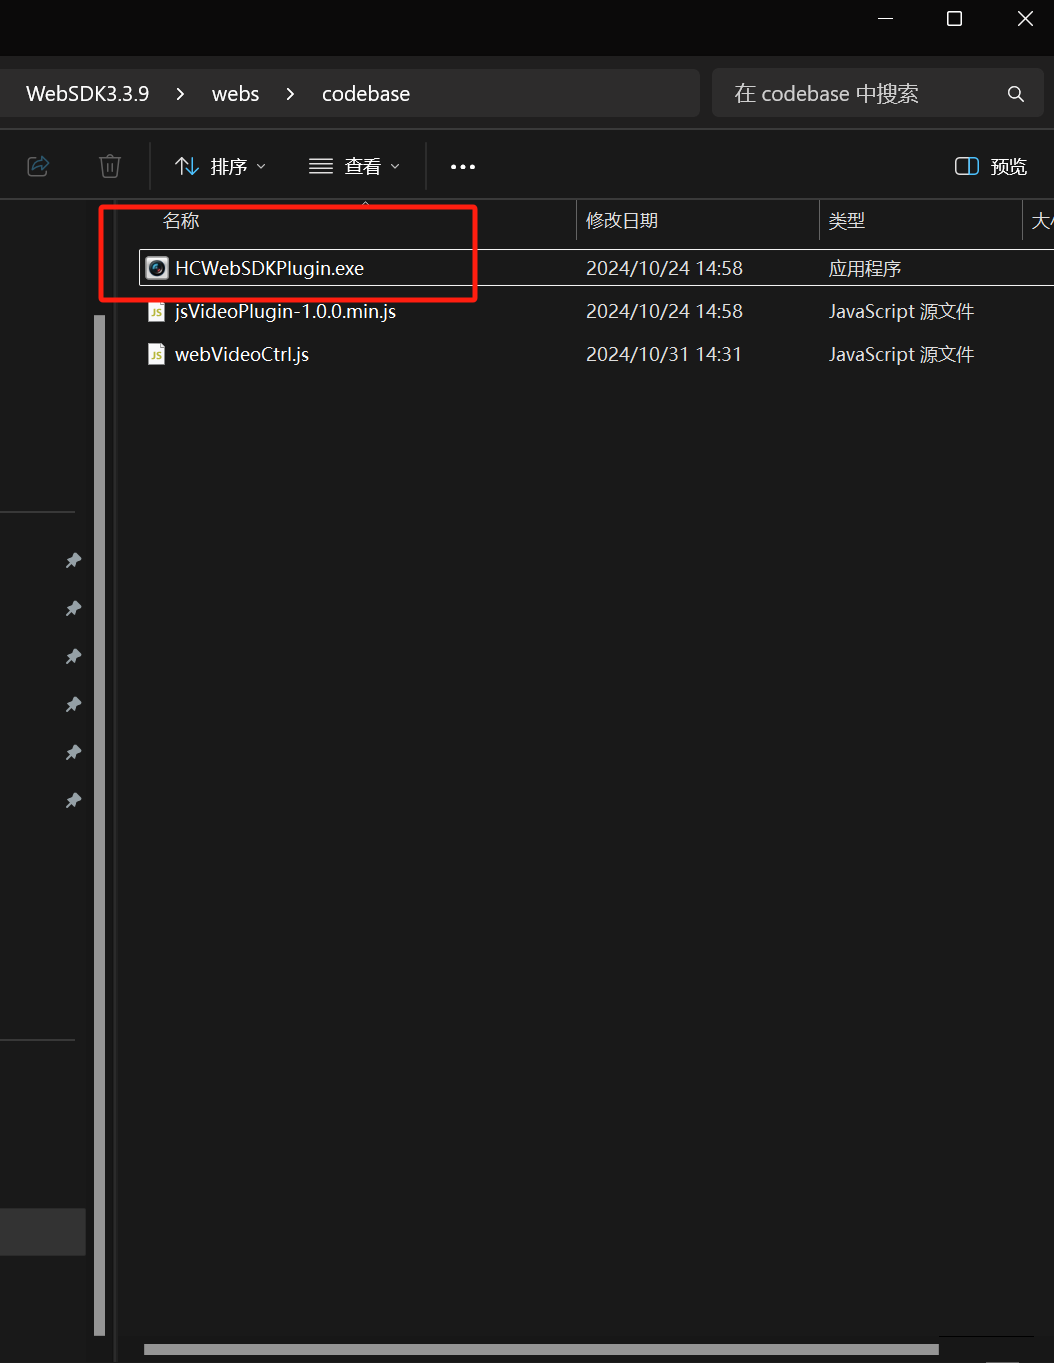 WebSDK3.3.9 > webs > codebase
在 codebase 中搜索
排序 查看 ••• 预览
名称 修改日期 类型
HCWebSDKPlugin.exe 2024/10/24 14:58 应用程序
jsVideoPlugin-1.0.0.min.js 2024/10/24 14:58 JavaScript 源文件
webVideoCtrl.js 2024/10/31 14:31 JavaScript 源文件